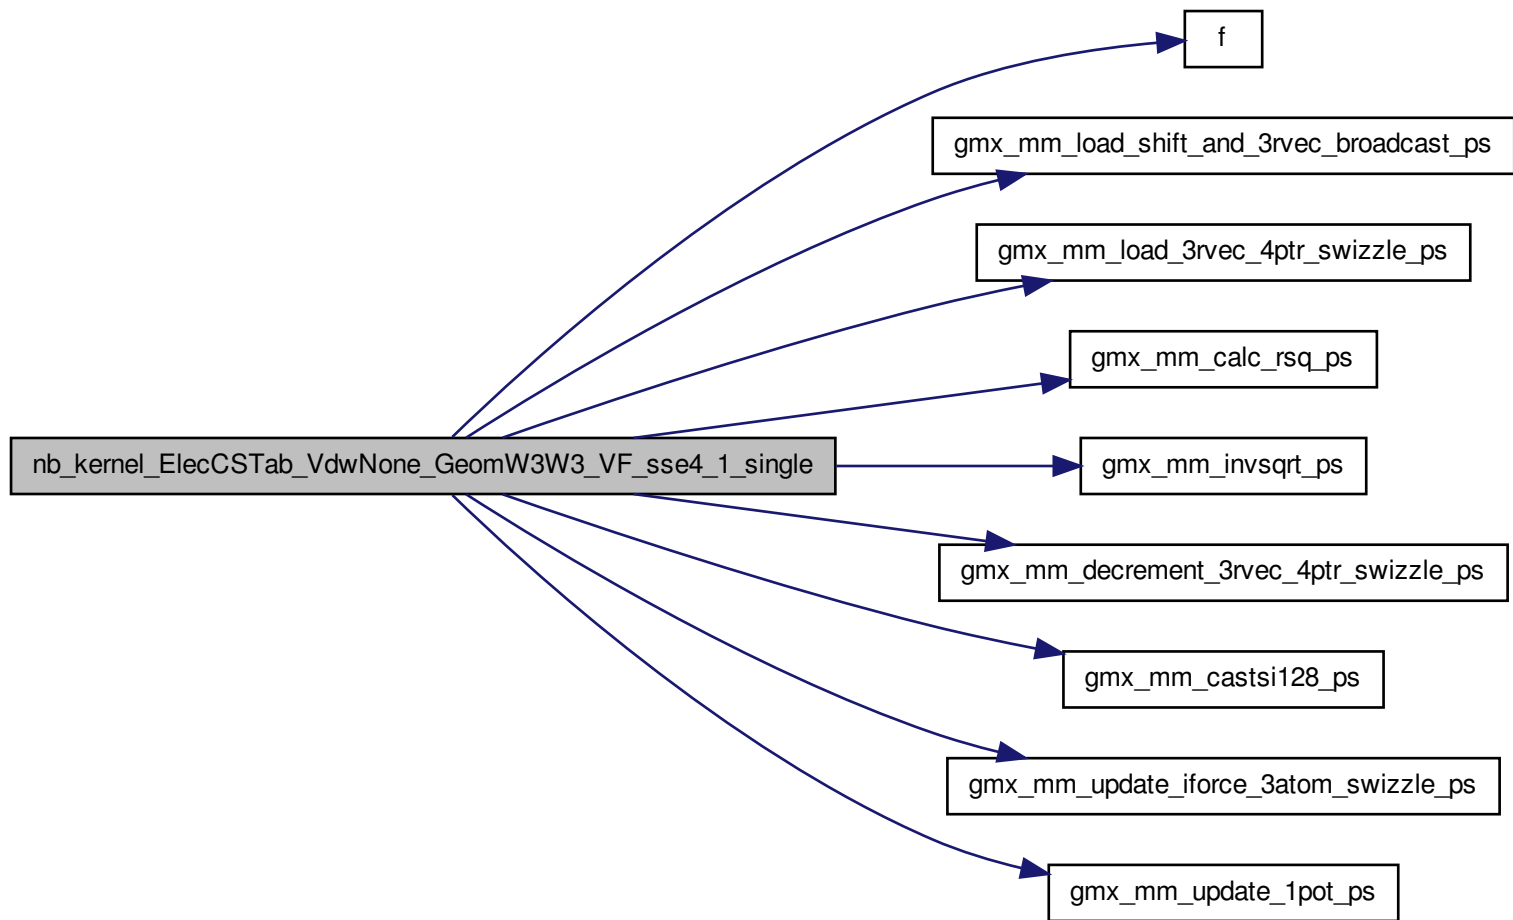 f
gmx_mm_load_shift_and_3rvec_broadcast_ps
gmx_mm_load_3rvec_4ptr_swizzle_ps
gmx_mm_calc_rsq_ps
nb_kernel_ElecCSTab_VdwNone_GeomW3W3_VF_sse4_1_single
gmx_mm_invsqrt_ps
gmx_mm_decrement_3rvec_4ptr_swizzle_ps
gmx_mm_castsi128_ps
gmx_mm_update_iforce_3atom_swizzle_ps
gmx_mm_update_1pot_ps